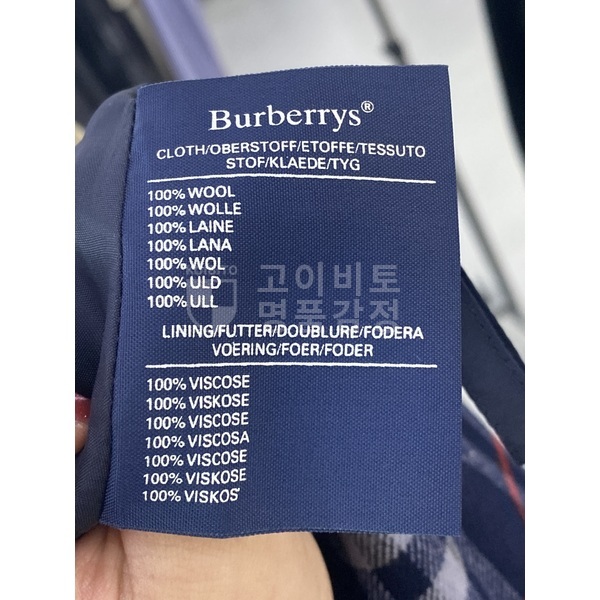 Burberrys®
CLOTH/OBERSTOFF/ETOFFE/TESSUTO
STOF/KLAEDE/TYG
100% WOOL
100% WOLLE
100% LAINE
100% LANA
100% WOL
100% ULD
100% ULL
고이비토
명품감정
LINING/FUTTER/DOUBLURE/FODERA
VOERING/FOER/FODER
100% VISCOSE
100% VISKOSE
100% VISCOSE
100% VISCOSA
100% VISCOSE
100% VISKOSE
100% VISKOS